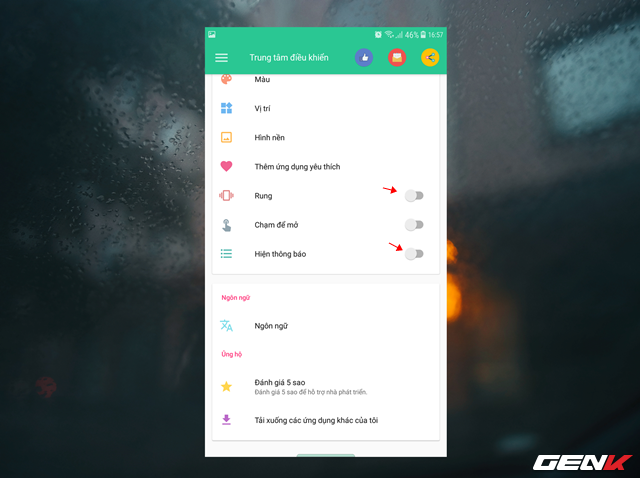 46% 16:57
Trung tâm điều khiển
Màu
Vị trí
Hình nền
Thêm ứng dụng yêu thích
Rung
Chạm để mở
Hiện thông báo
Ngôn ngữ
Ngôn ngữ
Ủng hộ
Đánh giá 5 sao
Đánh giá 5 sao để hỗ trợ nhà phát triển.
Tải xuống các ứng dụng khác của tôi
GENK